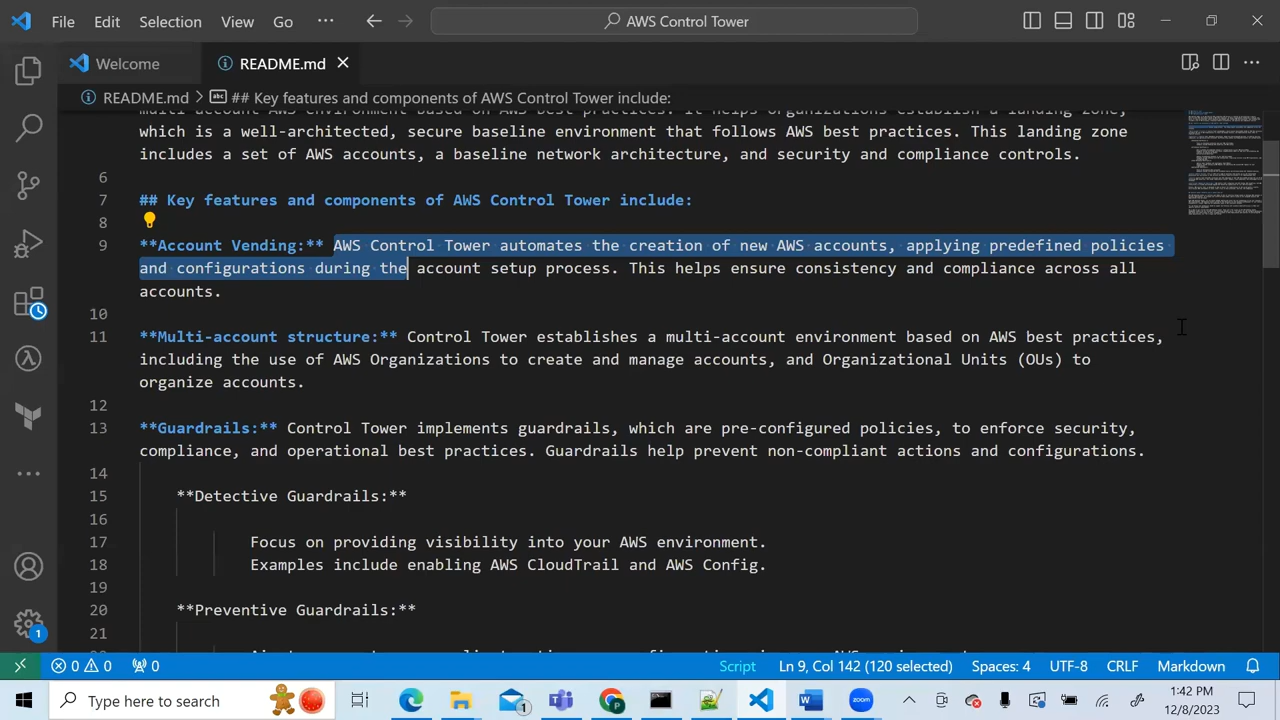 File Edit Selection View Go ··· AWS Control Tower
Welcome README.md
README.md > ## Key features and components of AWS Control Tower include:
which is a well-architected, secure baseline environment that follows AWS best practices. This landing zone
includes a set of AWS accounts, a baseline network architecture, and security and compliance controls.
6
7 ## Key features and components of AWS Control Tower include:
8
9 **Account Vending:** AWS Control Tower automates the creation of new AWS accounts, applying predefined policies
and configurations during the account setup process. This helps ensure consistency and compliance across all
accounts.
10
11 **Multi-account structure:** Control Tower establishes a multi-account environment based on AWS best practices,
including the use of AWS Organizations to create and manage accounts, and Organizational Units (OUs) to
organize accounts.
12
13 **Guardrails:** Control Tower implements guardrails, which are pre-configured policies, to enforce security,
compliance, and operational best practices. Guardrails help prevent non-compliant actions and configurations.
14
15 **Detective Guardrails:**
16
17 Focus on providing visibility into your AWS environment.
18 Examples include enabling AWS CloudTrail and AWS Config.
19
20 **Preventive Guardrails:**
21
1
0 0 0 Script Ln 9, Col 142 (120 selected) Spaces: 4 UTF-8 CRLF Markdown
Type here to search 1 1:42 PM
12/8/2023